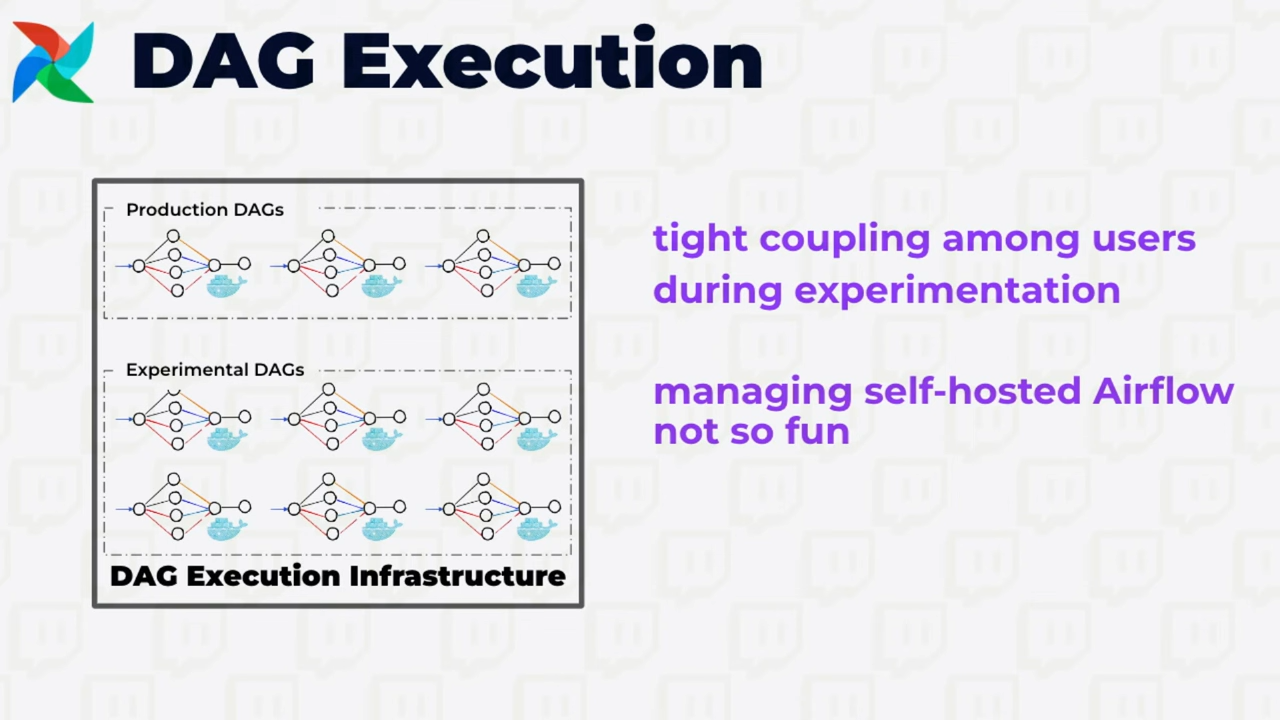 DAG Execution
Production DAGs
Experimental DAGs
DAG Execution Infrastructure
tight coupling among users
during experimentation
managing self-hosted Airflow
not so fun